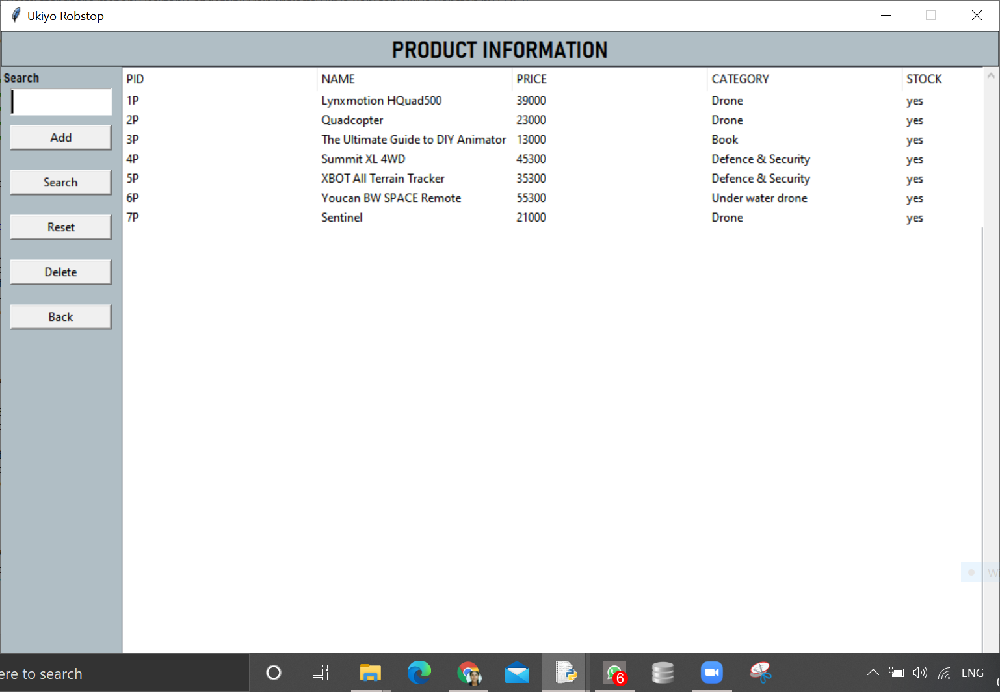 Ukiyo Robstop
PRODUCT INFORMATION
Search
Add
Search
Reset
Delete
Back
PID NAME PRICE CATEGORY STOCK
1P Lynxmotion HQuad500 39000 Drone yes
2P Quadcopter 23000 Drone yes
3P The Ultimate Guide to DIY Animator 13000 Book yes
4P Summit XL 4WD 45300 Defence & Security yes
5P XBOT All Terrain Tracker 35300 Defence & Security yes
6P Youcan BW SPACE Remote 55300 Under water drone yes
7P Sentinel 21000 Drone yes
W
ere to search
6
ENG